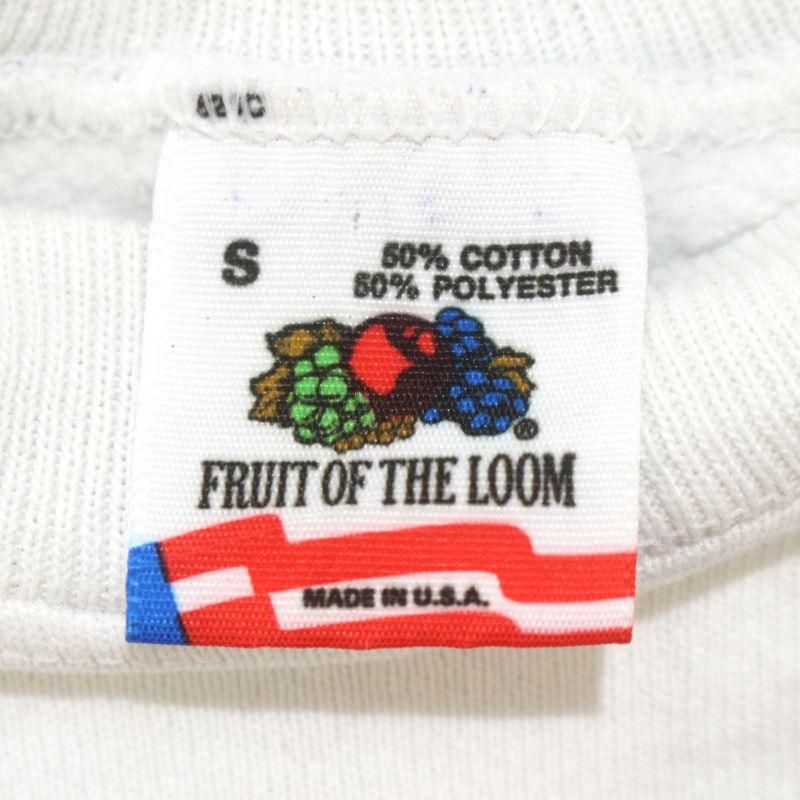 S
50% COTTON
50% POLYESTER
®
FRUIT OF THE LOOM
MADE IN U.S.A.